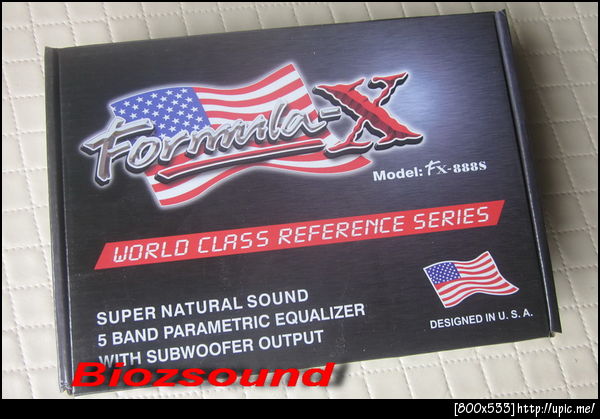 Formula-X
Model: FX-888S
WORLD CLASS REFERENCE SERIES
SUPER NATURAL SOUND
5 BAND PARAMETRIC EQUALIZER
WITH SUBWOOFER OUTPUT
DESIGNED IN U. S. A.
Biozsound
[800x533]http://upic.me/